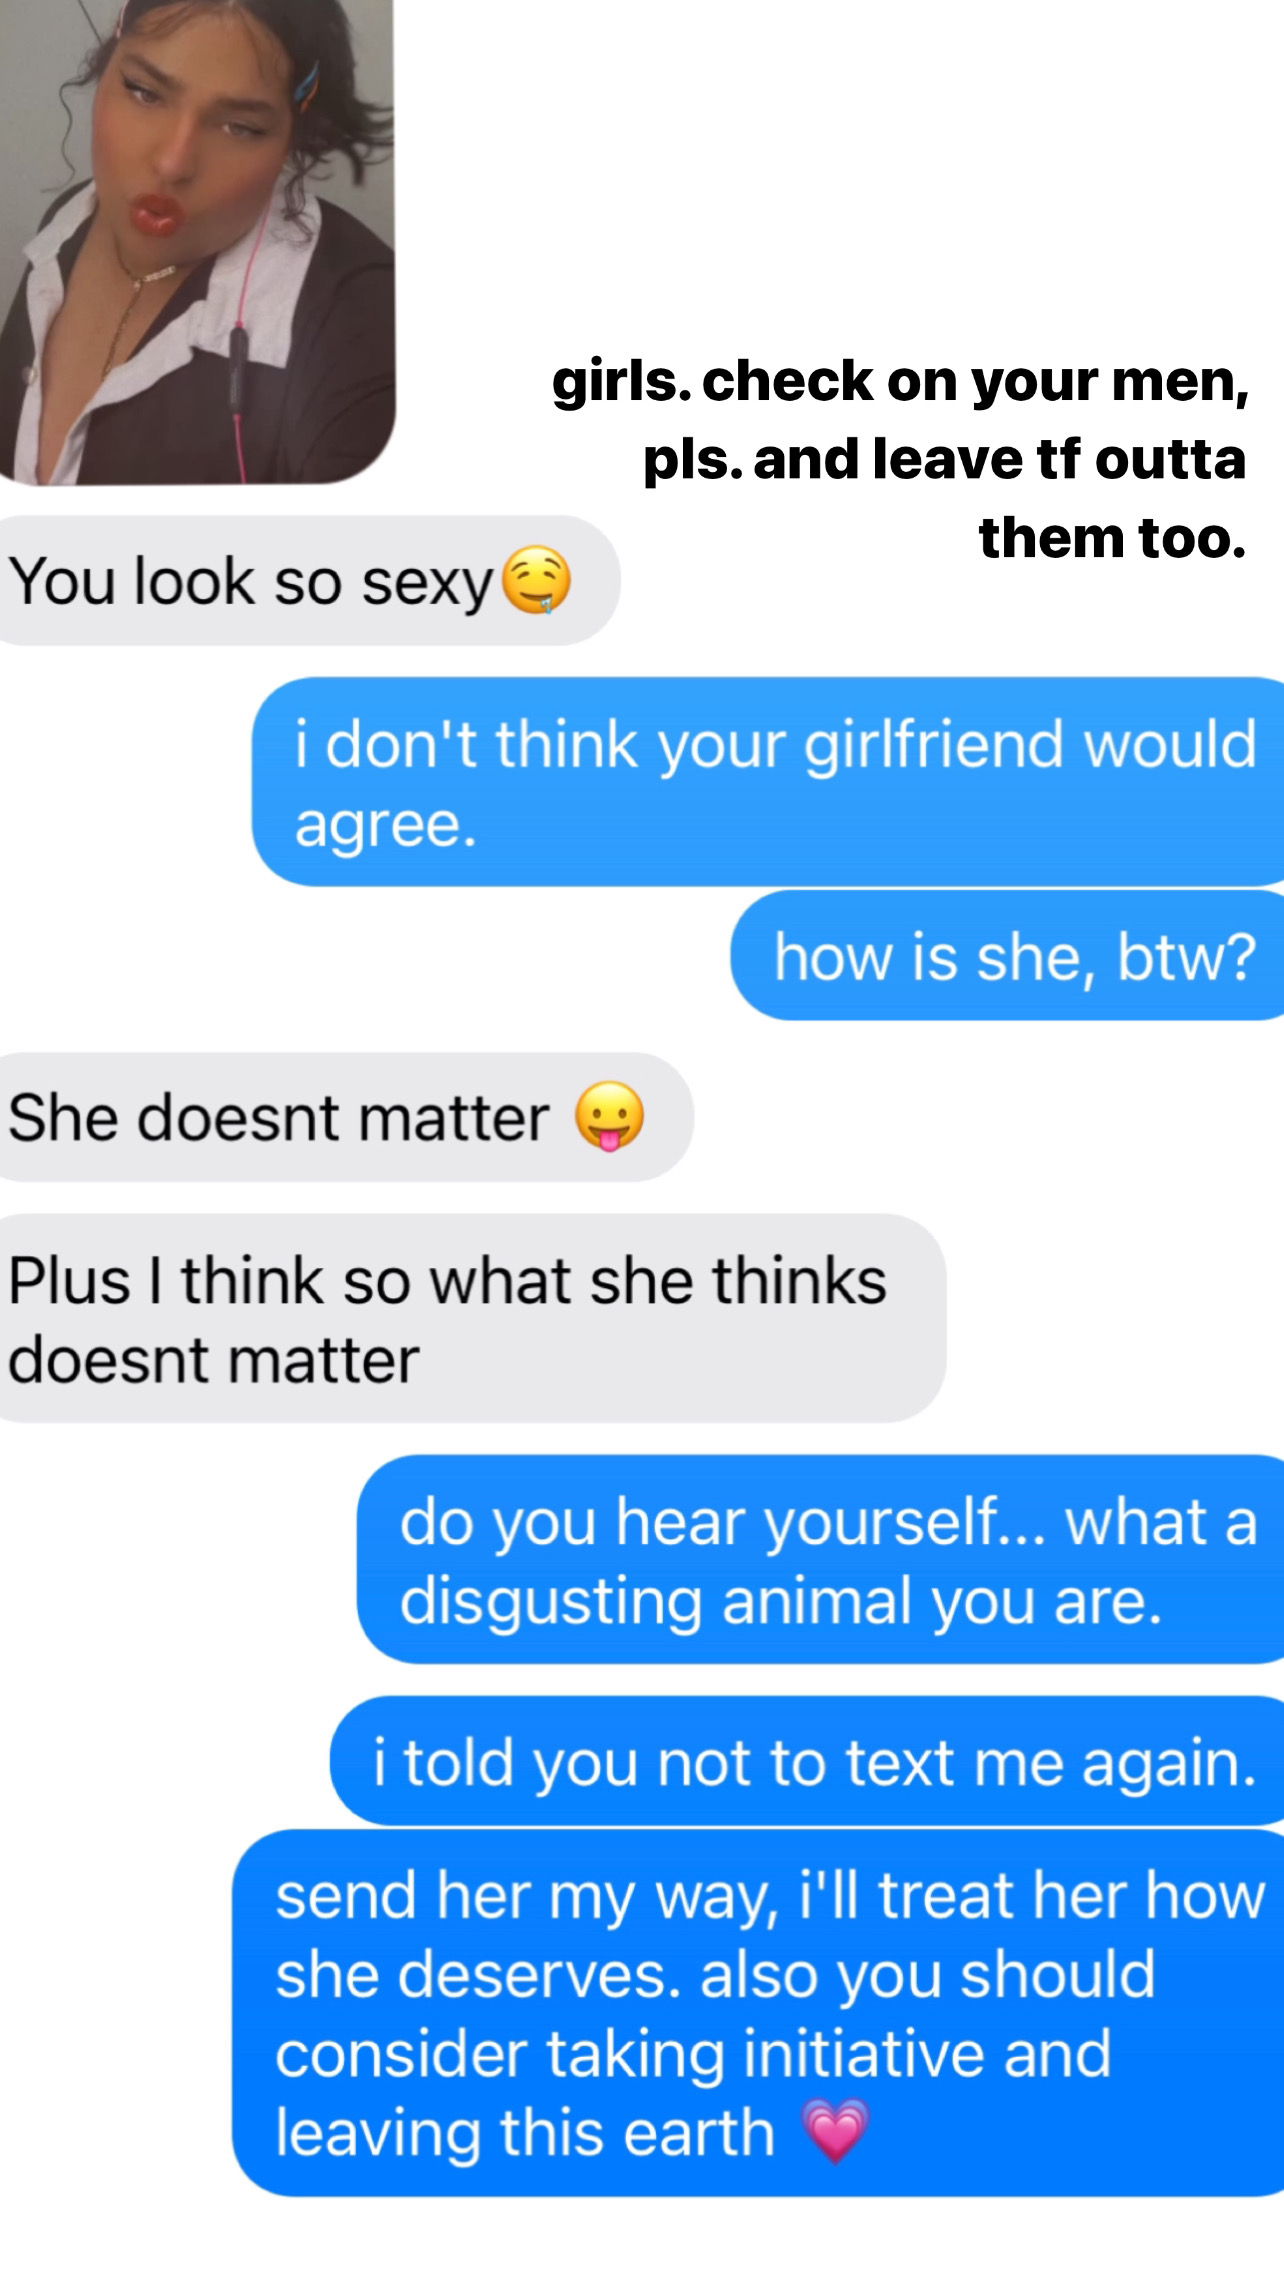 girls. check on your men,
pls. and leave tf outta
them too.
You look so sexy🤤
i don't think your girlfriend would
agree.
how is she, btw?
She doesnt matter 😛
Plus I think so what she thinks
doesnt matter
do you hear yourself... what a
disgusting animal you are.
i told you not to text me again.
send her my way, i'll treat her how
she deserves. also you should
consider taking initiative and
leaving this earth 💗